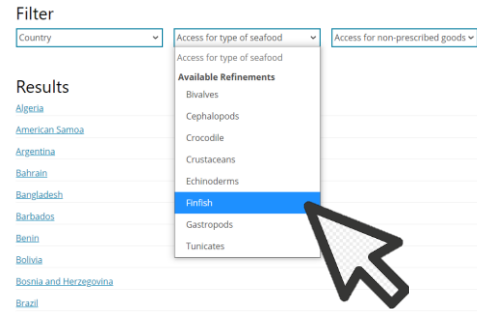 Filter
Country
Access for type of seafood
Access for non-prescribed goods
Access for type of seafood
Available Refinements
Bivalves
Cephalopods
Crocodile
Crustaceans
Echinoderms
Finfish
Gastropods
Tunicates
Results
Algeria
American Samoa
Argentina
Bahrain
Bangladesh
Barbados
Benin
Bolivia
Bosnia and Herzegovina
Brazil